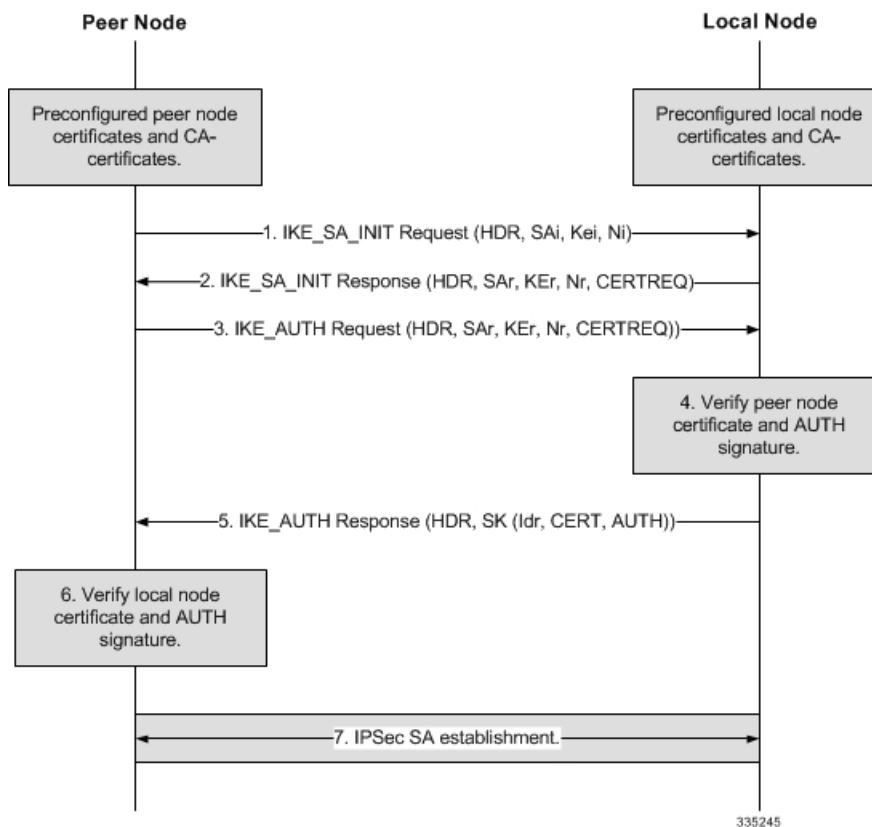 Peer Node
Local Node
Preconfigured peer node
certificates and CA-
certificates.
Preconfigured local node
certificates and CA-
certificates.
1. IKE_SA_INIT Request (HDR, SAi, Kei, Ni)
2. IKE_SA_INIT Response (HDR, SAr, KEr, Nr, CERTREQ)
3. IKE_AUTH Request (HDR, SAr, KEr, Nr, CERTREQ))
4. Verify peer node
certificate and AUTH
signature.
5. IKE_AUTH Response (HDR, SK (Idr, CERT, AUTH))
6. Verify local node
certificate and AUTH
signature.
7. IPSec SA establishment.
335245